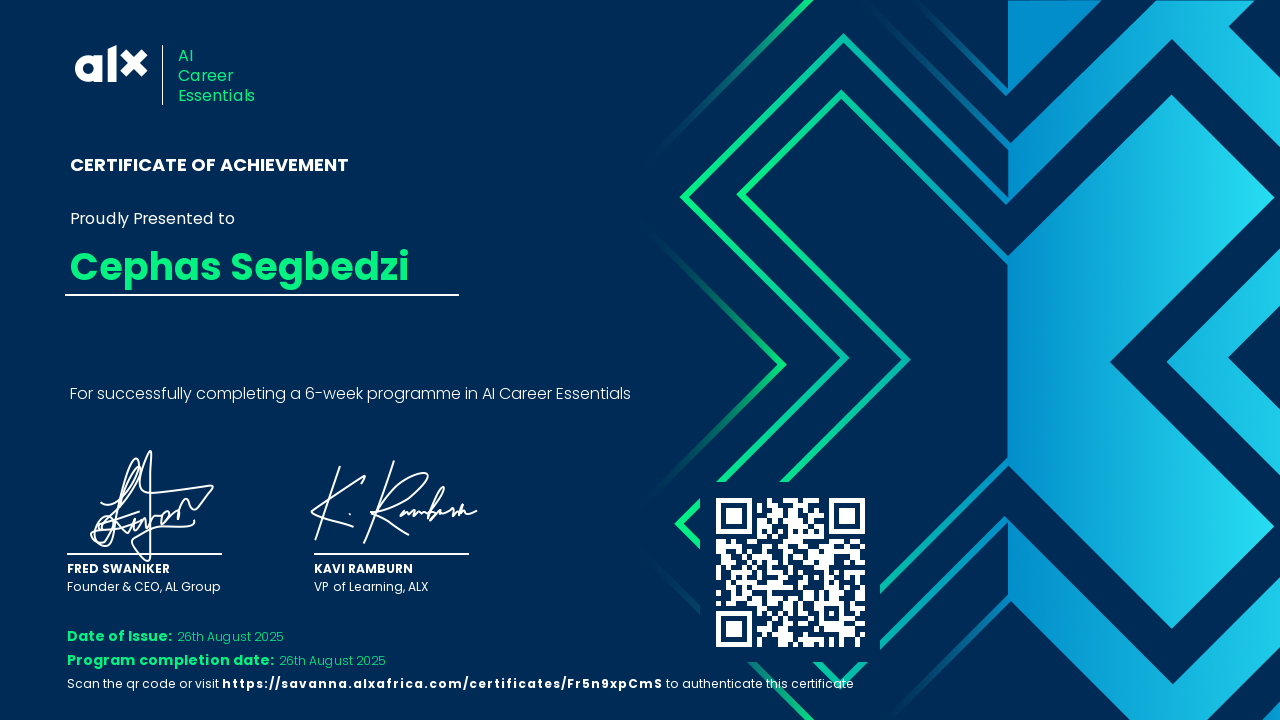 alx
AI
Career
Essentials
CERTIFICATE OF ACHIEVEMENT
Proudly Presented to
Cephas Segbedzi
For successfully completing a 6-week programme in AI Career Essentials
K. Ramburn
FRED SWANIKER
Founder & CEO, AL Group
KAVI RAMBURN
VP of Learning, ALX
Date of Issue: 26th August 2025
Program completion date: 26th August 2025
Scan the qr code or visit https://savanna.alxafrica.com/certificates/Fr5n9xpCmS to authenticate this certificate